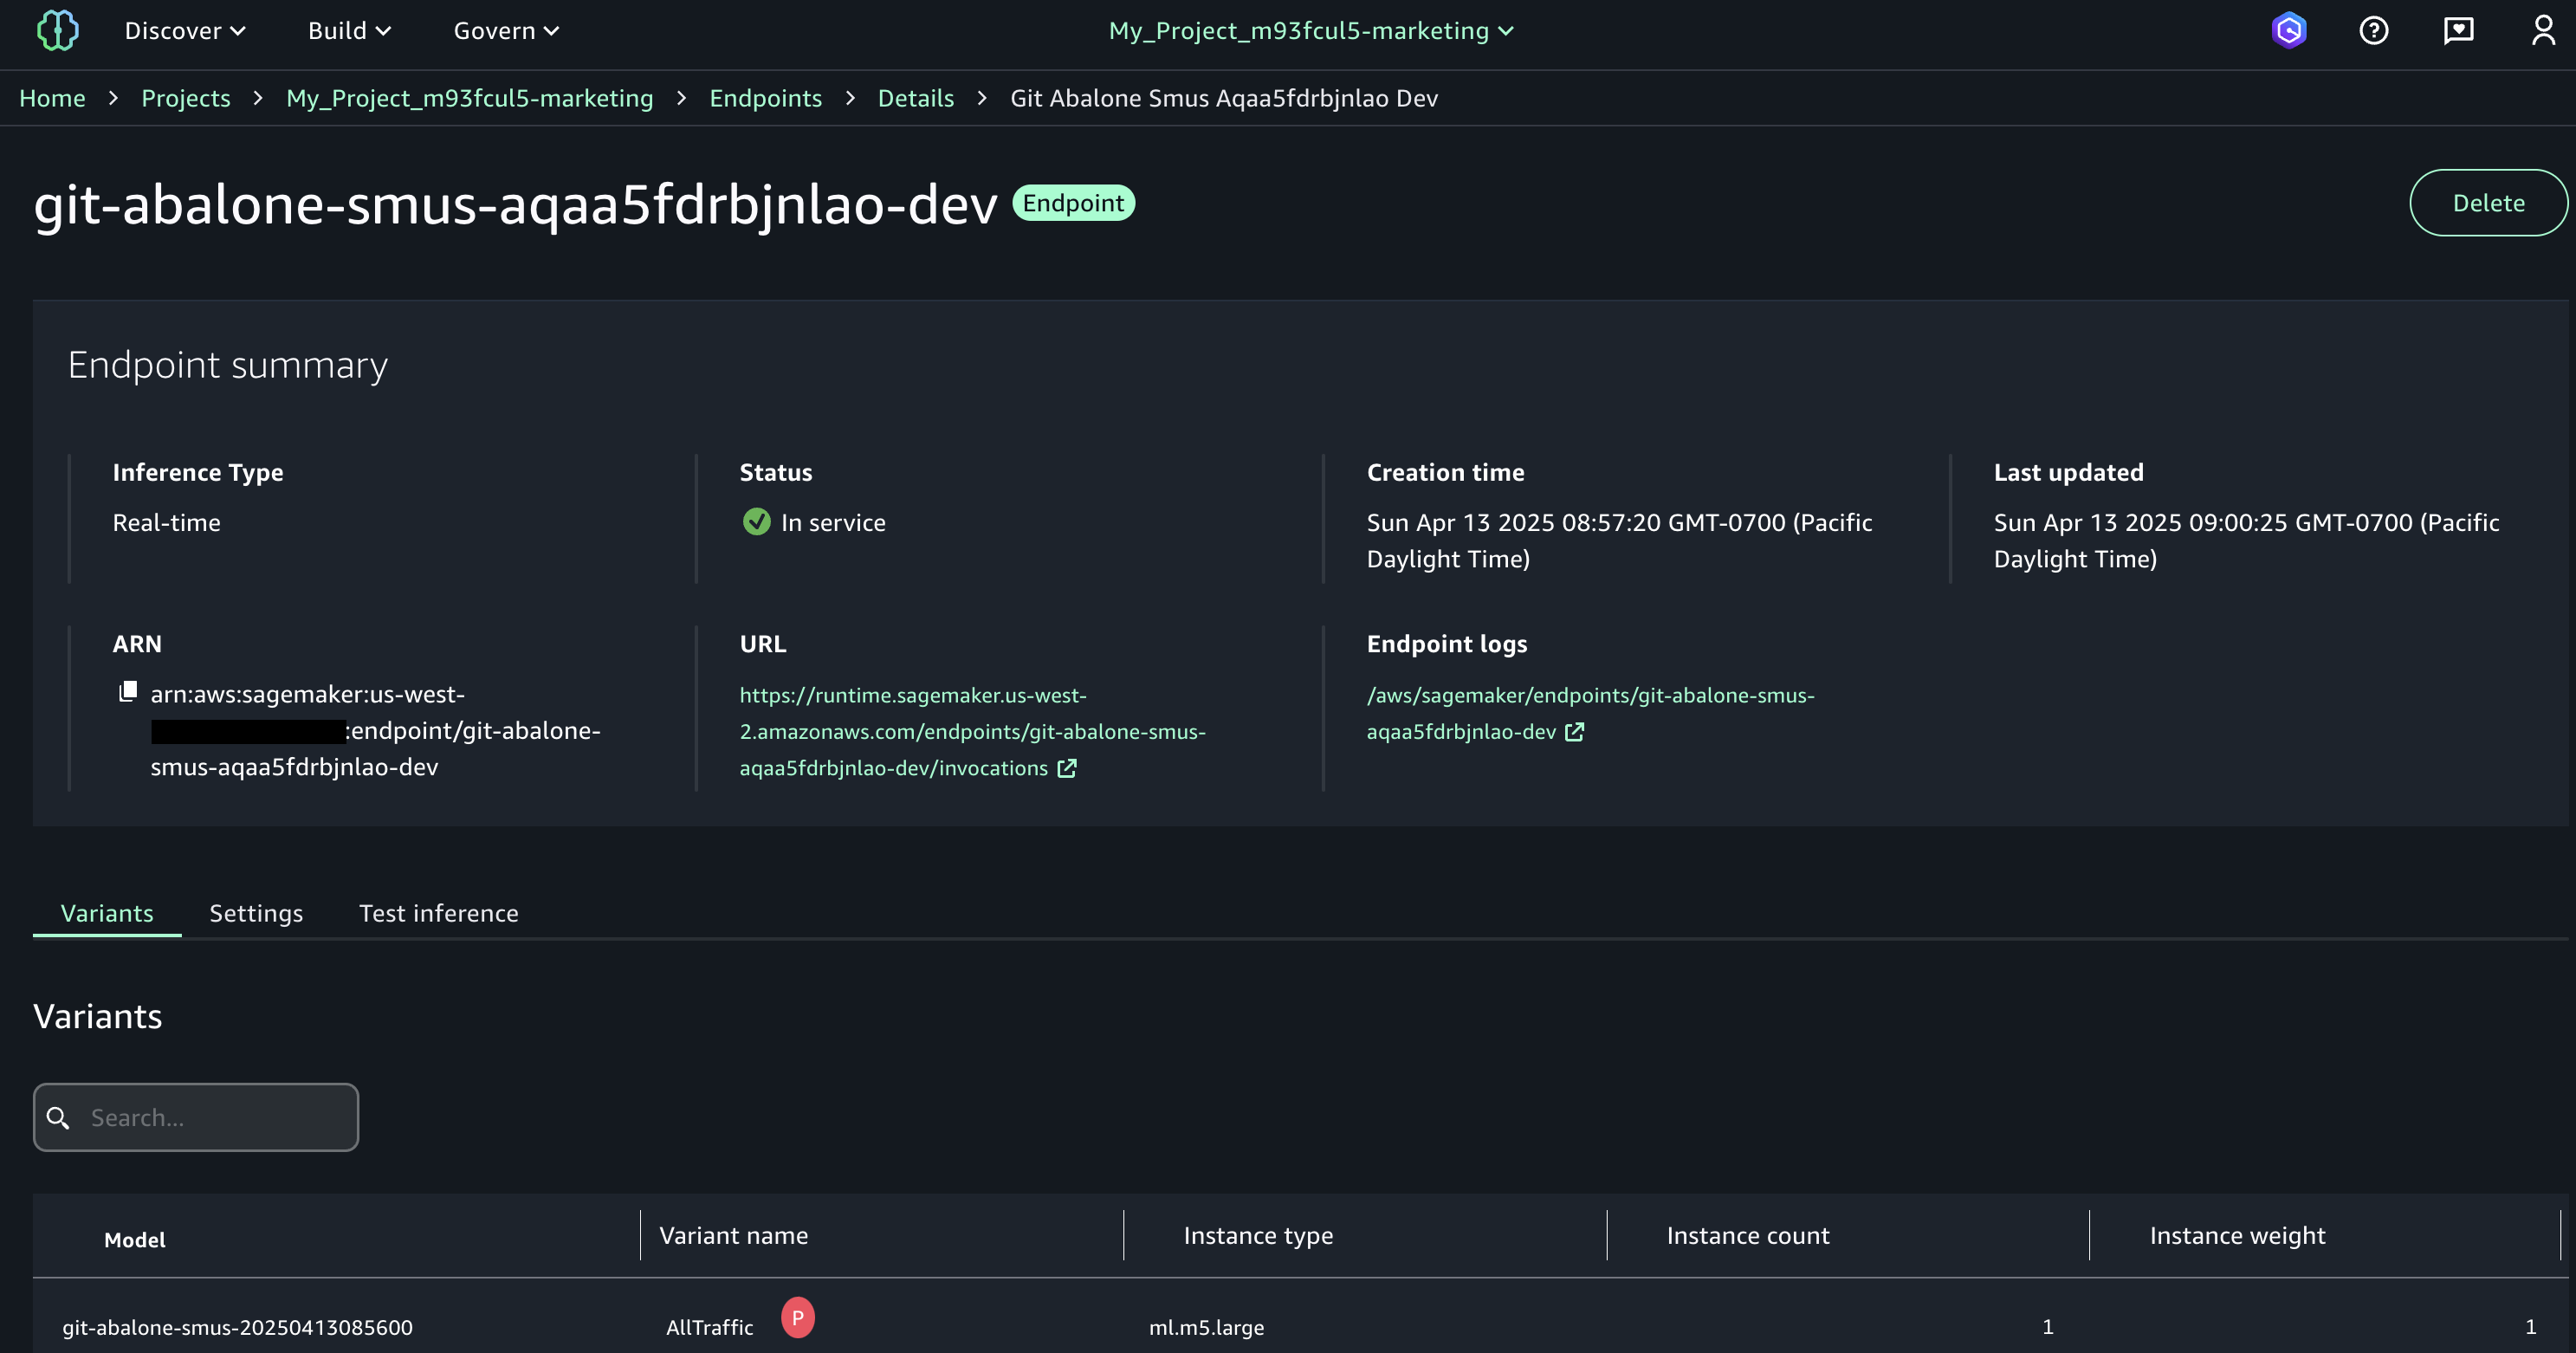 Discover Build Govern My_Project_m93fcul5-marketing
Home > Projects > My_Project_m93fcul5-marketing > Endpoints > Details > Git Abalone Smus Aqaa5fdrbjnlao Dev
git-abalone-smus-aqaa5fdrbjnlao-dev Endpoint Delete
Endpoint summary
Inference Type
Real-time
Status
In service
Creation time
Sun Apr 13 2025 08:57:20 GMT-0700 (Pacific
Daylight Time)
Last updated
Sun Apr 13 2025 09:00:25 GMT-0700 (Pacific
Daylight Time)
ARN
arn:aws:sagemaker:us-west-
:endpoint/git-abalone-
smus-aqaa5fdrbjnlao-dev
URL
https://runtime.sagemaker.us-west-
2.amazonaws.com/endpoints/git-abalone-smus-
aqaa5fdrbjnlao-dev/invocations
Endpoint logs
/aws/sagemaker/endpoints/git-abalone-smus-
aqaa5fdrbjnlao-dev
Variants Settings Test inference
Variants
Search...
Model Variant name Instance type Instance count Instance weight
git-abalone-smus-20250413085600 AllTraffic P ml.m5.large 1 1